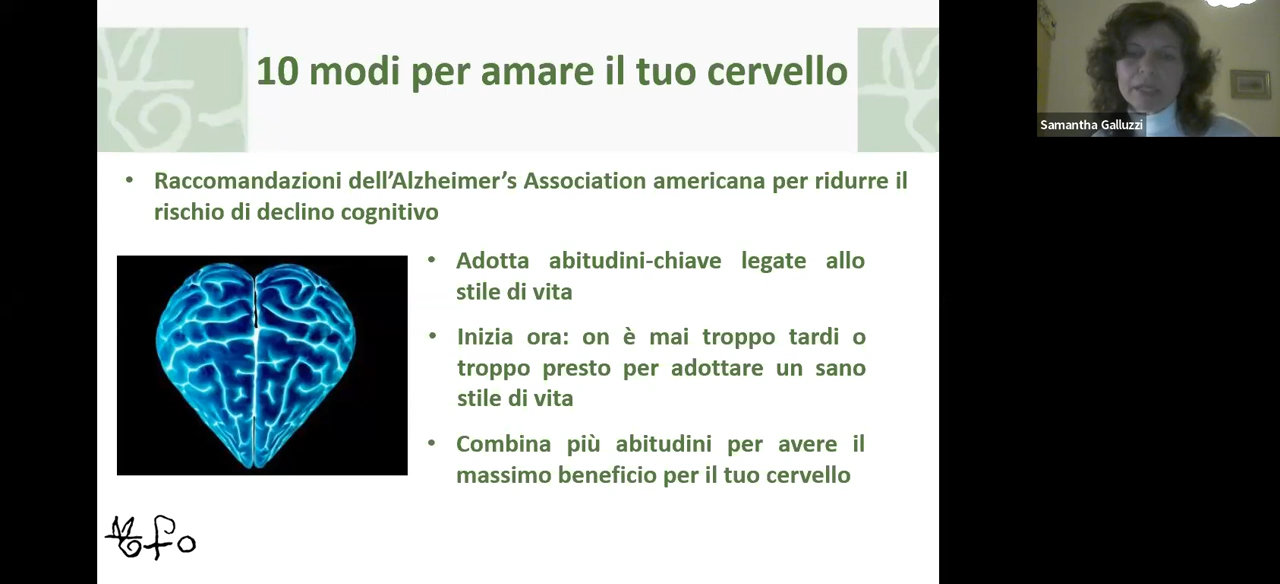 10 modi per amare il tuo cervello
Samantha Galluzzi
• Raccomandazioni dell'Alzheimer's Association americana per ridurre il
rischio di declino cognitivo
• Adotta abitudini-chiave legate allo
stile di vita
• Inizia ora: on è mai troppo tardi o
troppo presto per adottare un sano
stile di vita
• Combina più abitudini per avere il
massimo beneficio per il tuo cervello